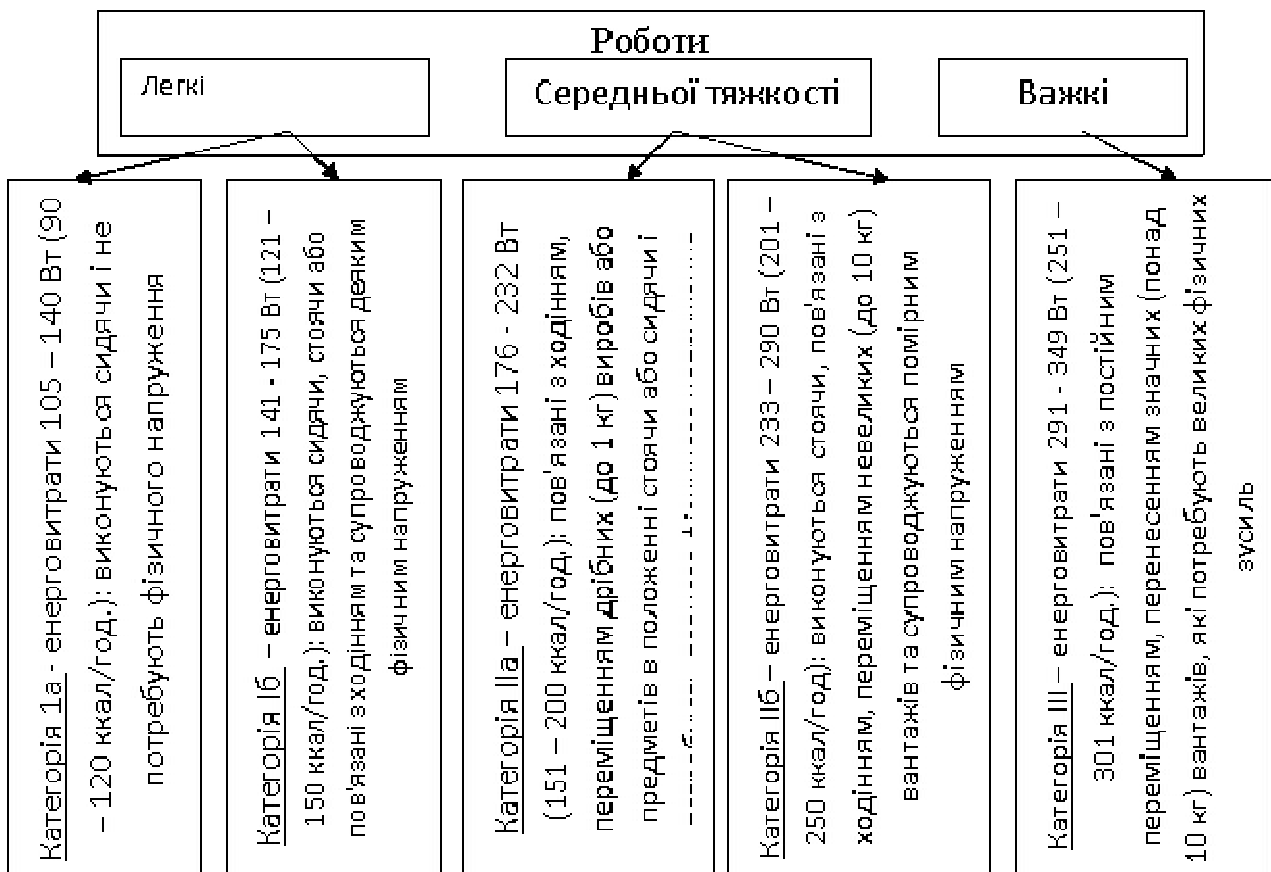 Роботи
Легкі
Середньої тяжкості
Важкі
Категорія 1а - енерговитрати 105 – 140 Вт (90
– 120 ккал/год.): виконуються сидячи і не
потребують фізичного напруження
Категорія Іб – енерговитрати 141 - 175 Вт (121 –
150 ккал/год.): виконуються сидячи, стоячи або
пов'язані з ходінням та супроводжуються деяким
фізичним напруженням
Категорія ІІа – енерговитрати 176 - 232 Вт
(151 – 200 ккал/год.): пов'язані з ходінням,
переміщенням дрібних (до 1 кг) виробів або
предметів в положенні стоячи або сидячи і
Категорія ІІб – енерговитрати 233 – 290 Вт (201 –
250 ккал/год): виконуються стоячи, пов'язані з
ходінням, переміщенням невеликих (до 10 кг)
вантажів та супроводжуються помірним
фізичним напруженням
Категорія ІІІ – енерговитрати 291 - 349 Вт (251 –
301 ккал/год.): пов'язані з постійним
переміщенням, перенесенням значних (понад
10 кг) вантажів, які потребують великих фізичних
зусиль